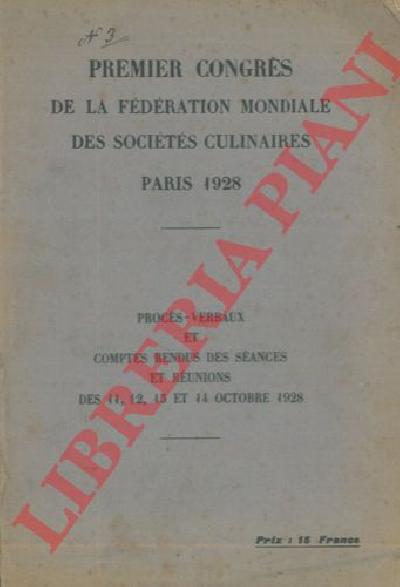 N 3
PREMIER CONGRÈS
DE LA FÉDÉRATION MONDIALE
DES SOCIÉTÉS CULINAIRES
PARIS 1928
PROCÈS-VERBAUX
ET
COMPTES RENDUS DES SÉANCES
ET RÉUNIONS
DES 11, 12, 13 ET 14 OCTOBRE 1928
Prix : 15 Francs
LIBRERIA PIANI